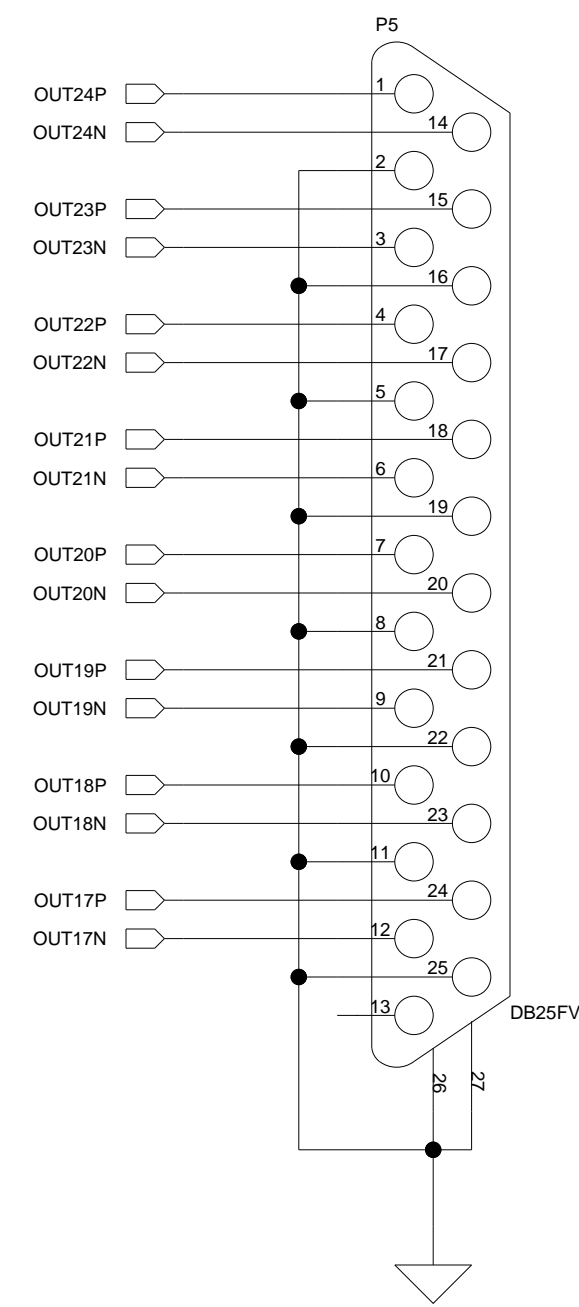 P5
OUT24P 1
OUT24N 14
2
OUT23P 15
OUT23N 3
16
OUT22P 4
OUT22N 17
5
OUT21P 18
OUT21N 6
19
OUT20P 7
OUT20N 20
8
OUT19P 21
OUT19N 9
22
OUT18P 10
OUT18N 23
11
OUT17P 24
OUT17N 12
25
13
DB25FV
26 27